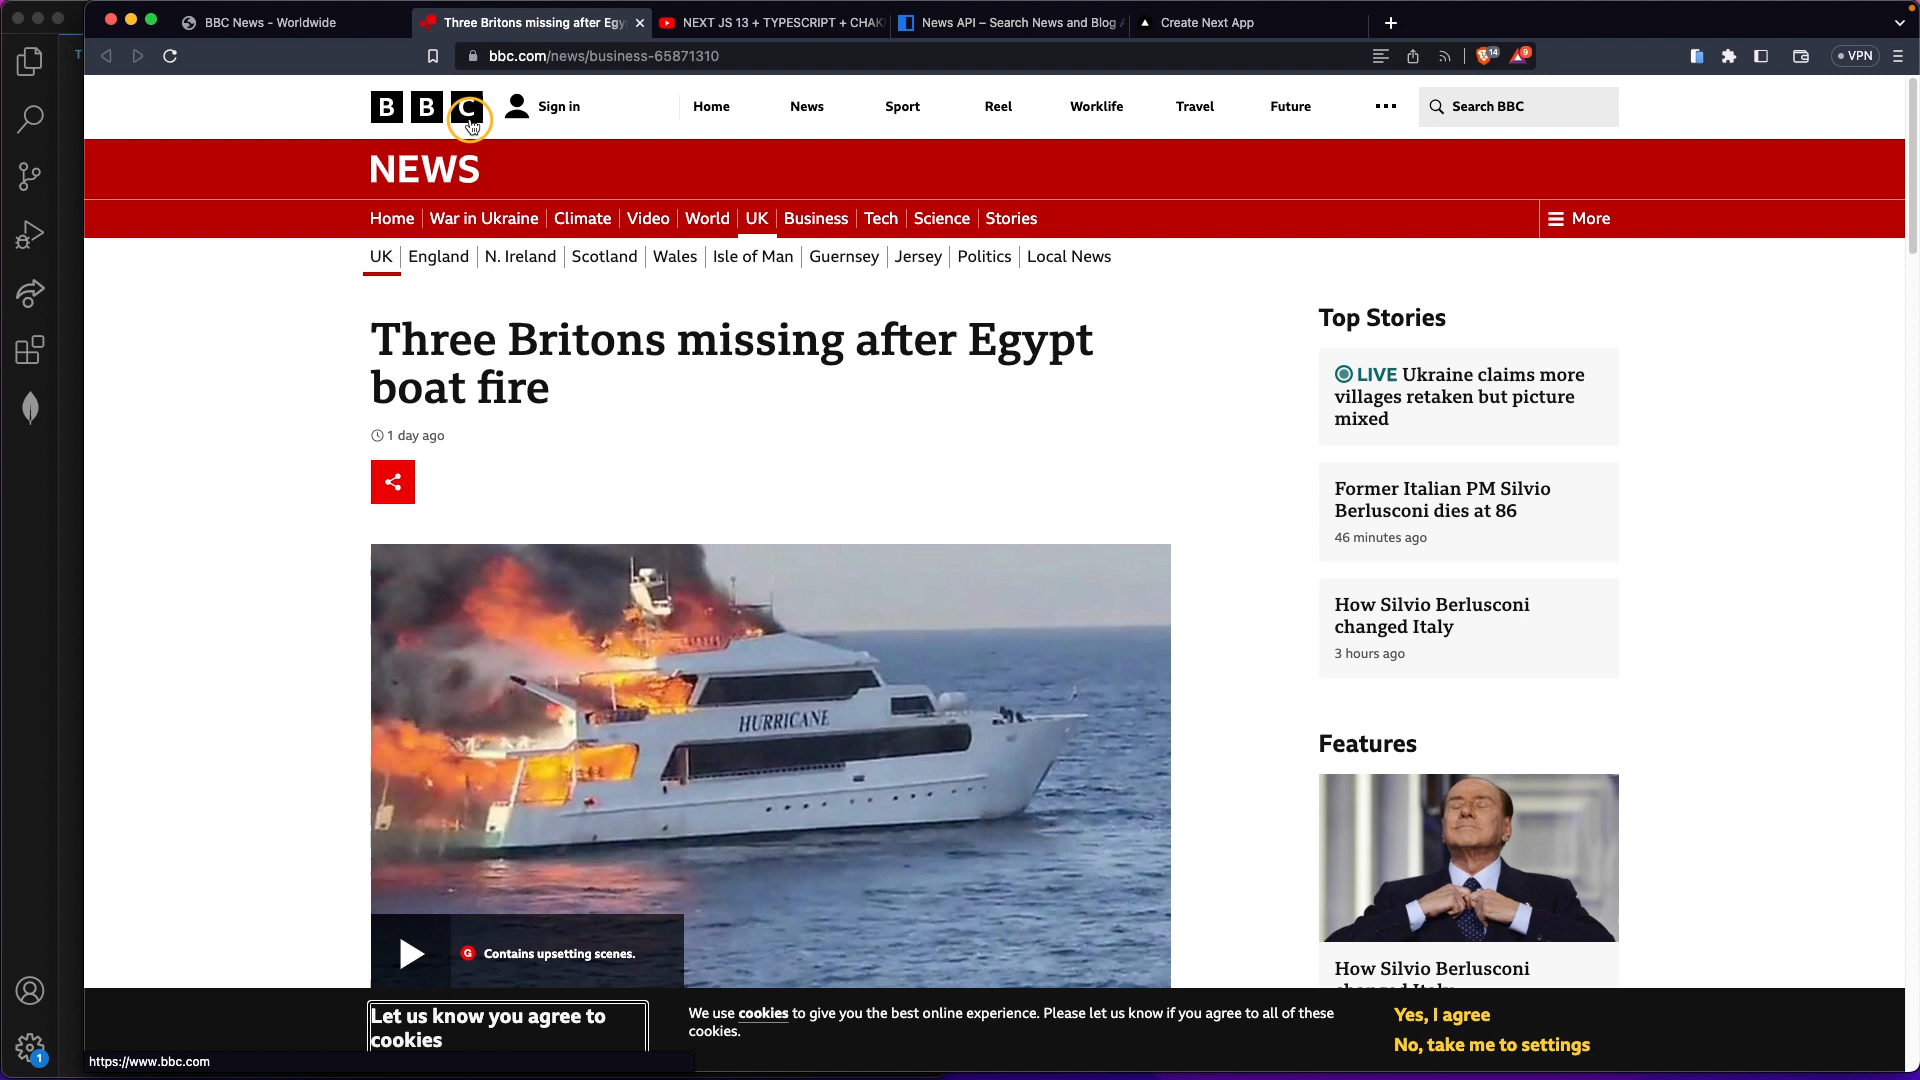 BBC News - Worldwide
Three Britons missing after Egy
NEXT JS 13 + TYPESCRIPT + CHAK
News API – Search News and Blog A
Create Next App
bbc.com/news/business-65871310
14
9
VPN
BBC
Sign in
Home
News
Sport
Reel
Worklife
Travel
Future
Search BBC
NEWS
Home
War in Ukraine
Climate
Video
World
UK
Business
Tech
Science
Stories
More
UK
England
N. Ireland
Scotland
Wales
Isle of Man
Guernsey
Jersey
Politics
Local News
Three Britons missing after Egypt
boat fire
1 day ago
HURRICANE
G Contains upsetting scenes.
Top Stories
LIVE Ukraine claims more
villages retaken but picture
mixed
Former Italian PM Silvio
Berlusconi dies at 86
46 minutes ago
How Silvio Berlusconi
changed Italy
3 hours ago
Features
How Silvio Berlusconi
changed Italy
Let us know you agree to
cookies
We use cookies to give you the best online experience. Please let us know if you agree to all of these
cookies.
Yes, I agree
No, take me to settings
1
https://www.bbc.com